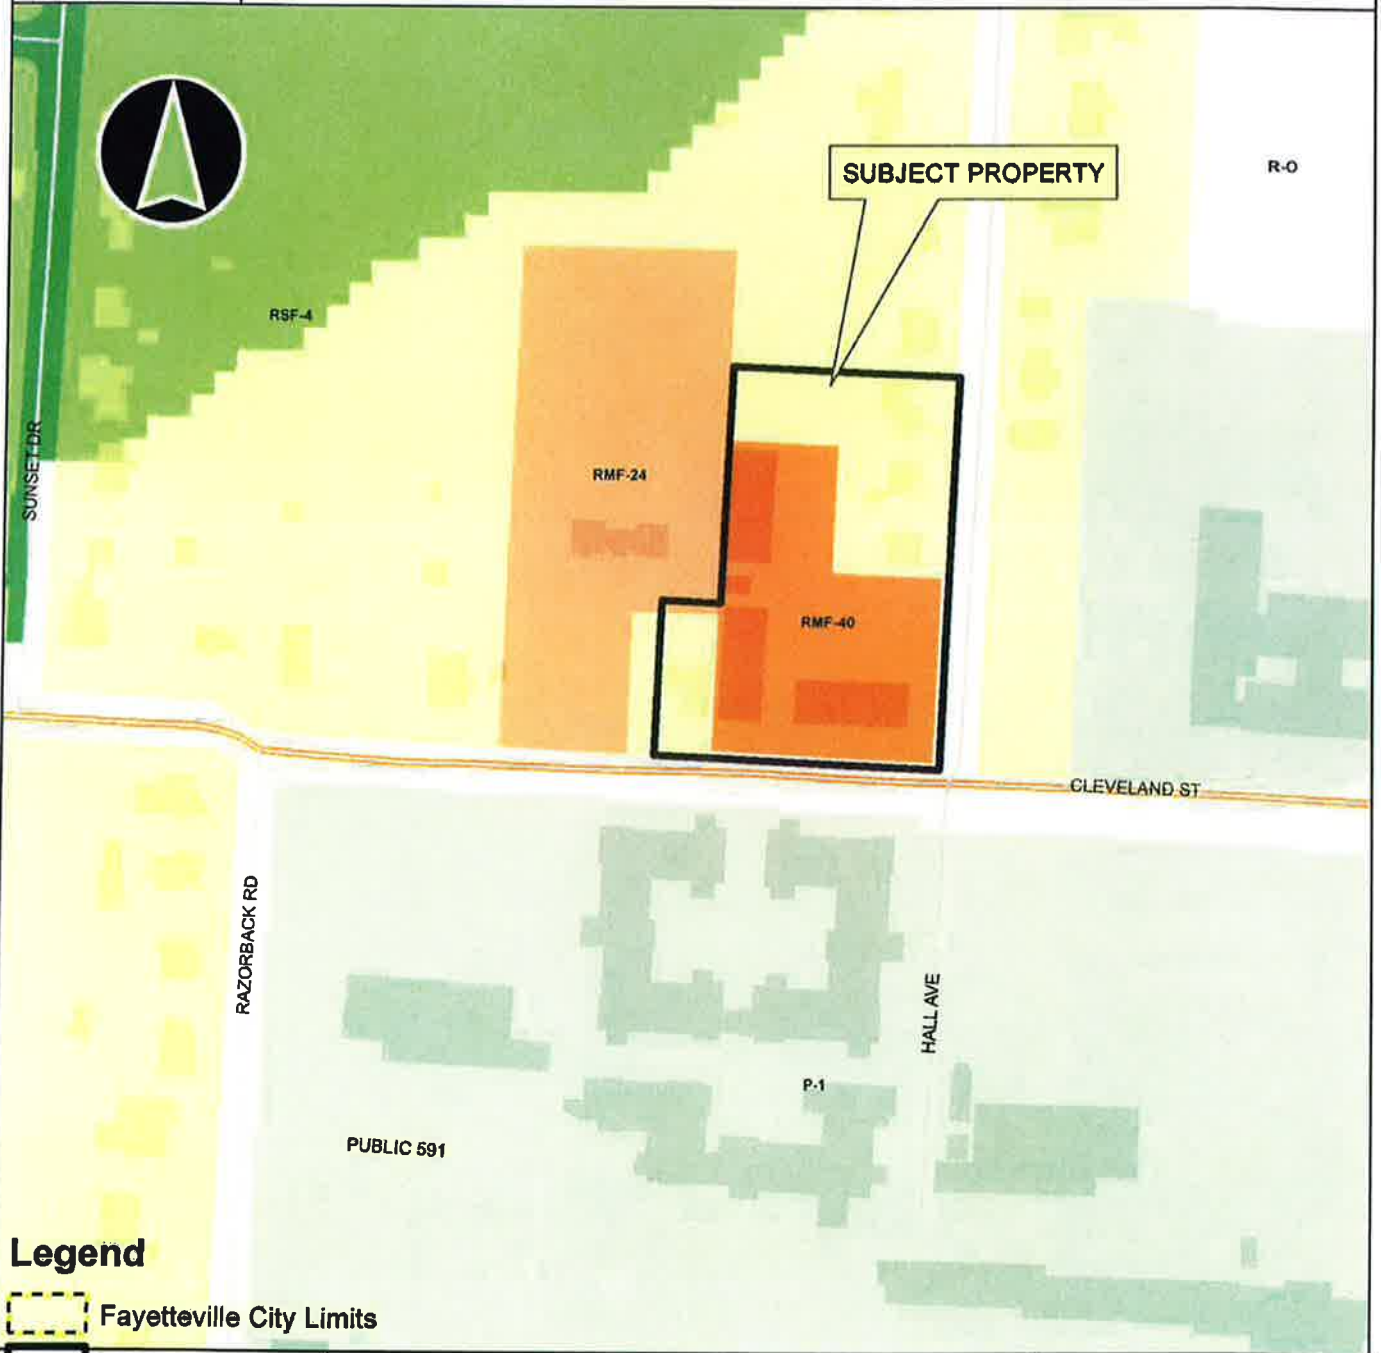 SUBJECT PROPERTY
R-O
RSF-4
SUNSET DR
RMF-24
RMF-40
CLEVELAND ST
RAZORBACK RD
HALL AVE
P-1
PUBLIC 591
Legend
Fayetteville City Limits